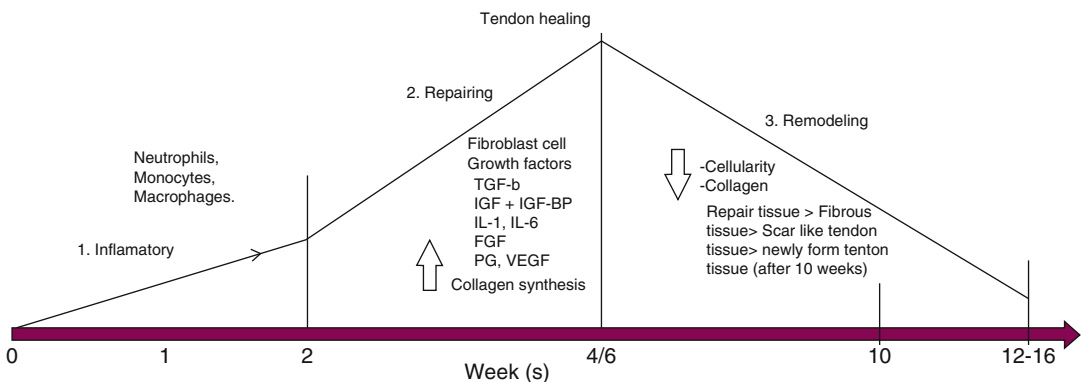 Tendon healing
2. Repairing
3. Remodeling
Neutrophils,
Monocytes,
Macrophages.
1. Inflamatory
Fibroblast cell
Growth factors
TGF-b
IGF + IGF-BP
IL-1, IL-6
FGF
PG, VEGF
Collagen synthesis
-Cellularity
-Collagen
Repair tissue > Fibrous
tissue> Scar like tendon
tissue> newly form tenton
tissue (after 10 weeks)
0 1 2 4/6 10 12-16
Week (s)